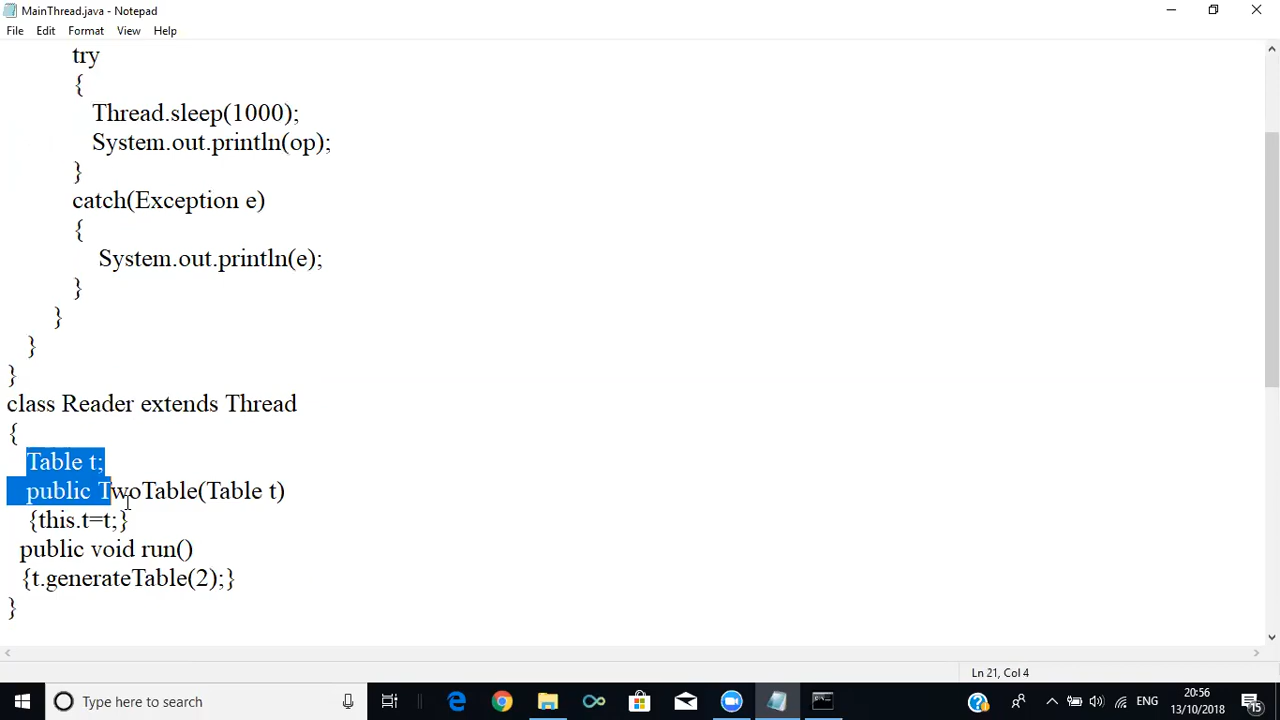 MainThread.java - Notepad
File Edit Format View Help
try
{
Thread.sleep(1000);
System.out.println(op);
}
catch(Exception e)
{
System.out.println(e);
}
}
}
}
class Reader extends Thread
{
Table t;
public TwoTable(Table t)
{this.t=t;}
public void run()
{t.generateTable(2);}
}
Ln 21, Col 4
Type here to search
ENG
20:56
13/10/2018
15